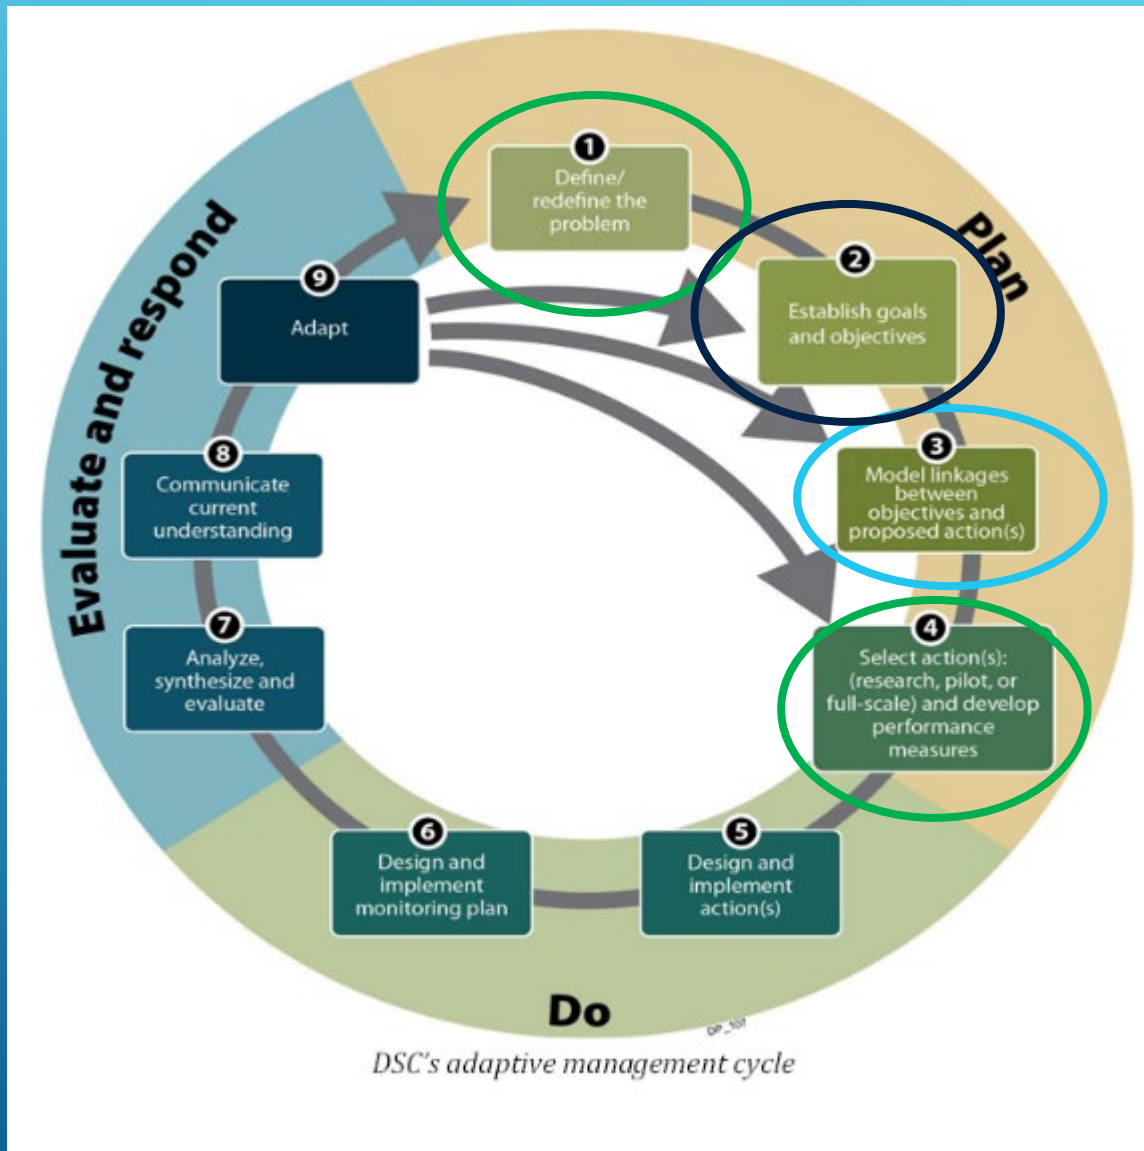 1
Define/
redefine the
problem
Plan
2
Establish goals
and objectives
3
Model linkages
between
objectives and
proposed action(s)
4
Select action(s):
(research, pilot, or
full-scale) and develop
performance
measures
5
Design and
implement
action(s)
Do
6
Design and
implement
monitoring plan
7
Analyze,
synthesize and
evaluate
Evaluate and respond
8
Communicate
current
understanding
9
Adapt
DP_107
DSC's adaptive management cycle